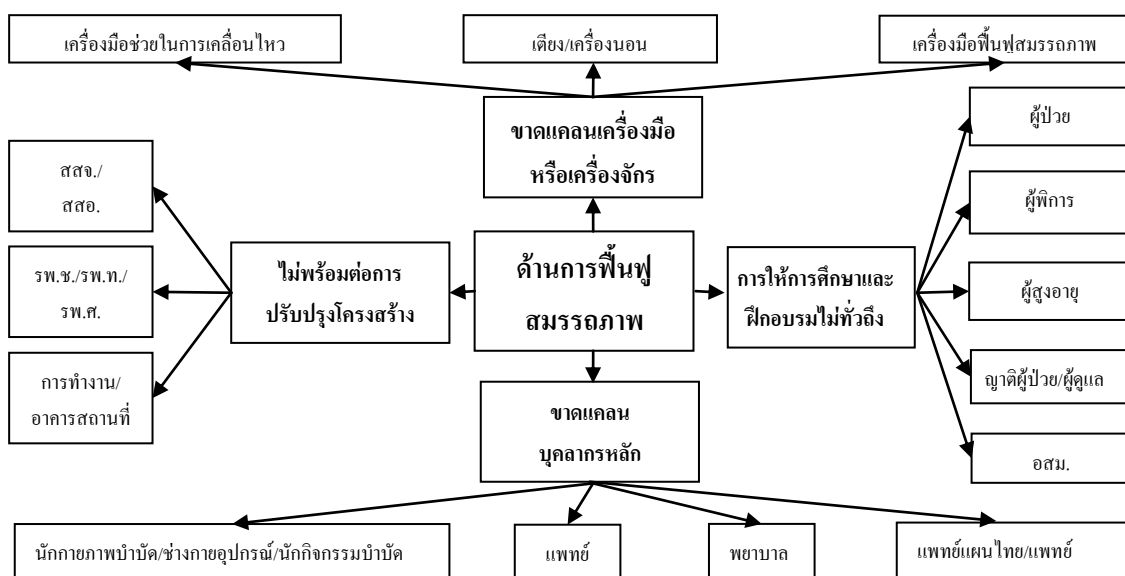 เครื่องมือช่วยในการเคลื่อนไหว
เตียง/เครื่องนอน
เครื่องมือฟื้นฟูสมรรถภาพ
ขาดแคลนเครื่องมือ
หรือเครื่องจักร
ผู้ป่วย
สสจ./
สสอ.
ผู้พิการ
รพ.ช./รพ.ท./
รพ.ศ.
ไม่พร้อมต่อการ
ปรับปรุงโครงสร้าง
ด้านการฟื้นฟู
สมรรถภาพ
การให้การศึกษาและ
ฝึกอบรมไม่ทั่วถึง
ผู้สูงอายุ
การทำงาน/
อาคารสถานที่
ญาติผู้ป่วย/ผู้ดูแล
ขาดแคลน
บุคลากรหลัก
อสม.
นักกายภาพบำบัด/ช่างกายอุปกรณ์/นักกิจกรรมบำบัด
แพทย์
พยาบาล
แพทย์แผนไทย/แพทย์